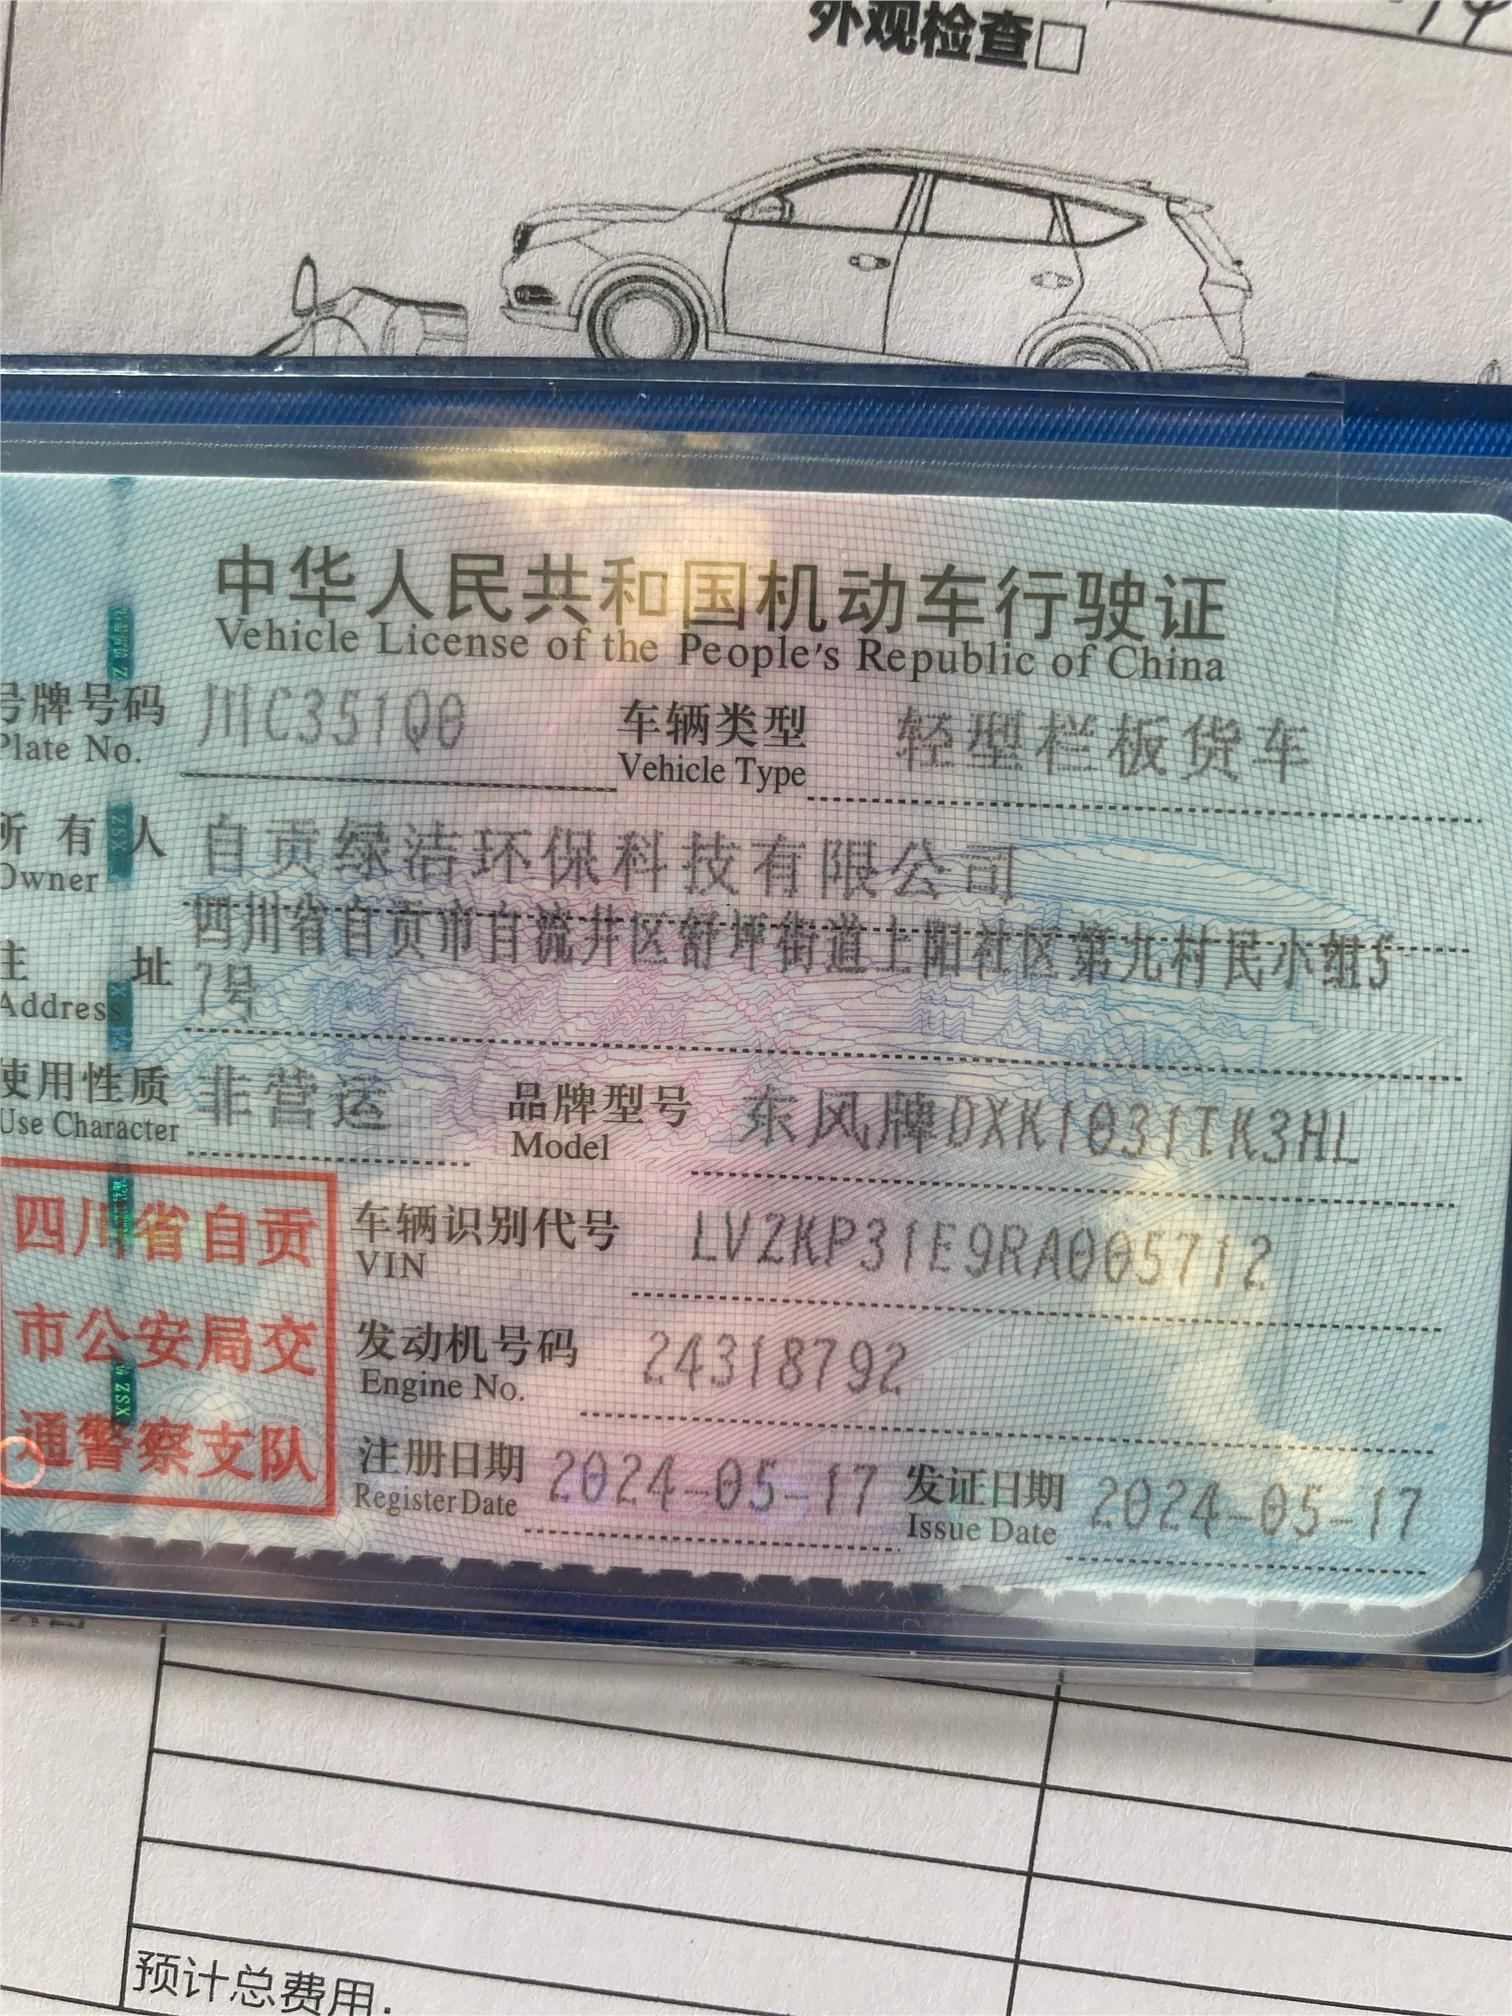 外观检查□
中华人民共和国机动车行驶证
Vehicle License of the People's Republic of China
号牌号码 川C351Q0 车辆类型 轻型栏板货车
Plate No. Vehicle Type
所有人 自贡绿洁环保科技有限公司
Owner
住址 四川省自贡市自流井区舒坪街道上阳社区第九村民小组5
Address 7号
使用性质 非营运 品牌型号 东风牌DXK1031TK3HL
Use Character Model
四川省自贡 车辆识别代号 LVZKP31E9RA005712
VIN
市公安局交 发动机号码 24318792
Engine No.
通警察支队 注册日期 2024-05-17 发证日期 2024-05-17
Register Date Issue Date
预计总费用: